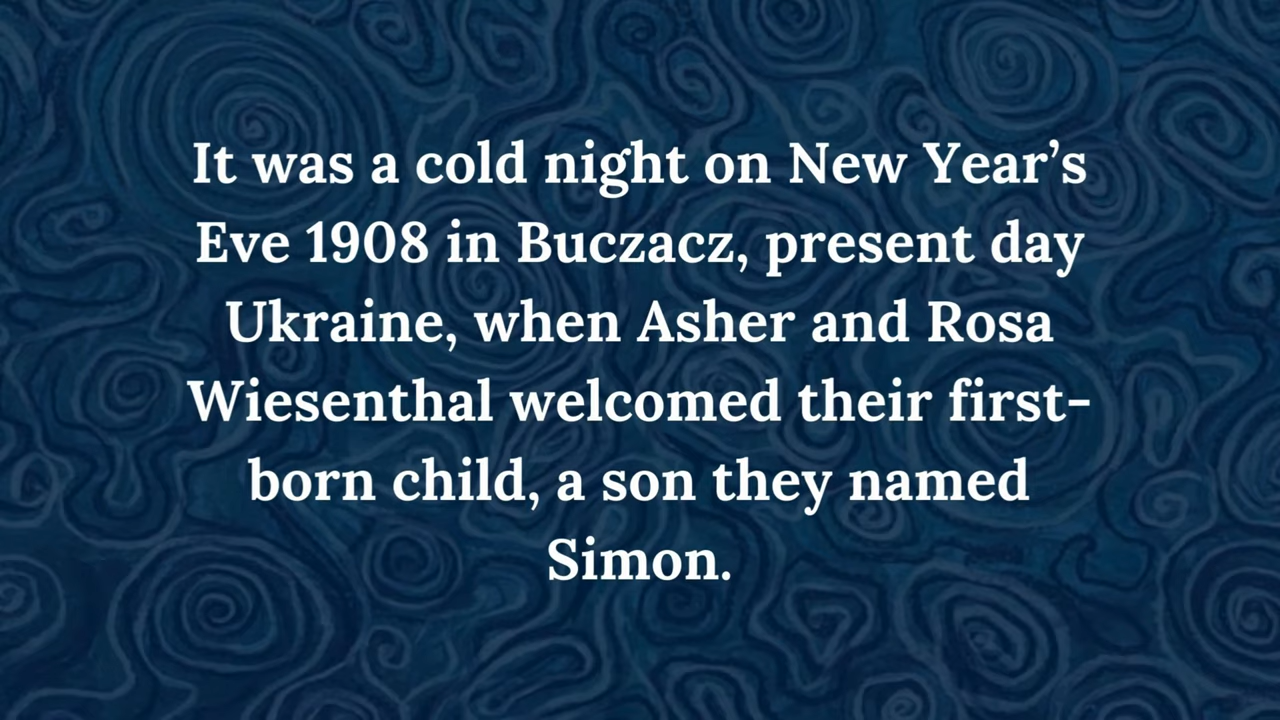 It was a cold night on New Year’s
Eve 1908 in Buczacz, present day
Ukraine, when Asher and Rosa
Wiesenthal welcomed their first-
born child, a son they named
Simon.